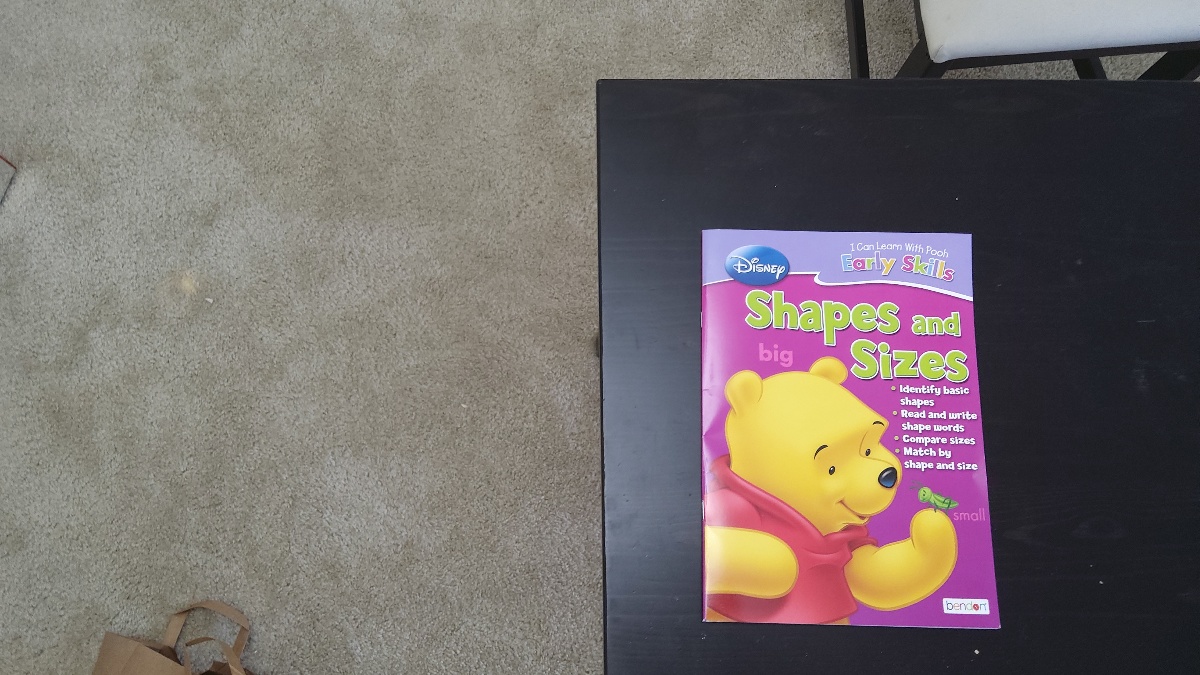 Disney
I Can Learn With Pooh
Early Skills
Shapes and
Sizes
big
• Identify basic
shapes
• Read and write
shape words
• Compare sizes
• Match by
shape and size
small
bendon